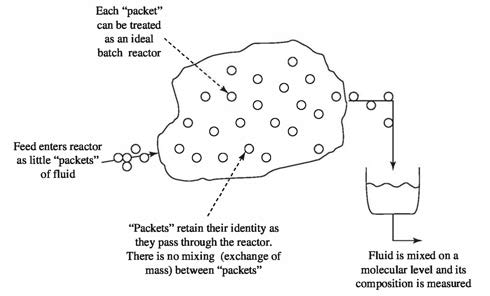 Each “packet”
can be treated
as an ideal
batch reactor
Feed enters reactor
as little “packets”
of fluid
“Packets” retain their identity as
they pass through the reactor.
There is no mixing (exchange of
mass) between “packets”
Fluid is mixed on a
molecular level and its
composition is measured